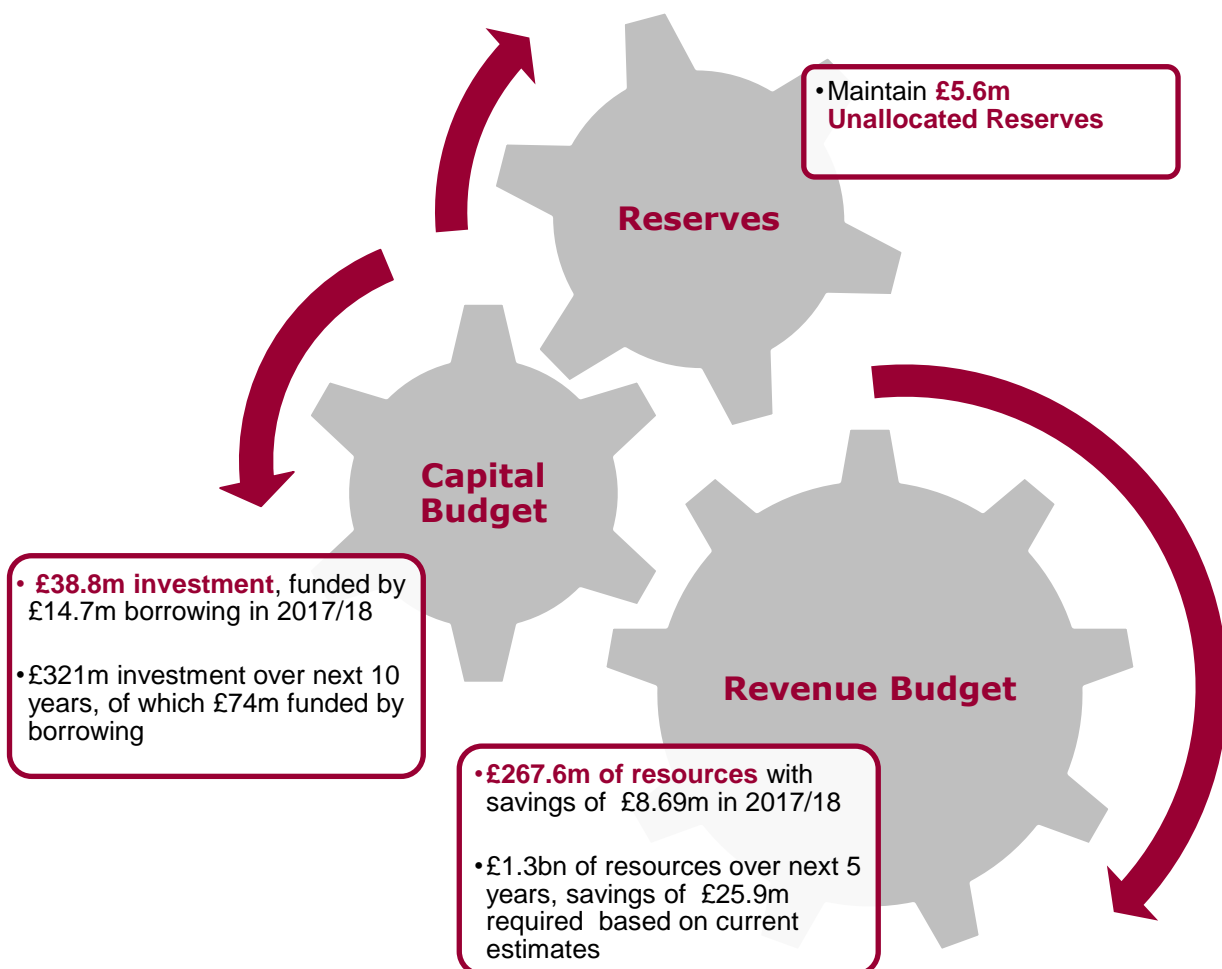 •Maintain £5.6m
Unallocated Reserves
Reserves
Capital
Budget
• £38.8m investment, funded by
£14.7m borrowing in 2017/18
•£321m investment over next 10
years, of which £74m funded by
borrowing
Revenue Budget
•£267.6m of resources with
savings of £8.69m in 2017/18
•£1.3bn of resources over next 5
years, savings of £25.9m
required based on current
estimates